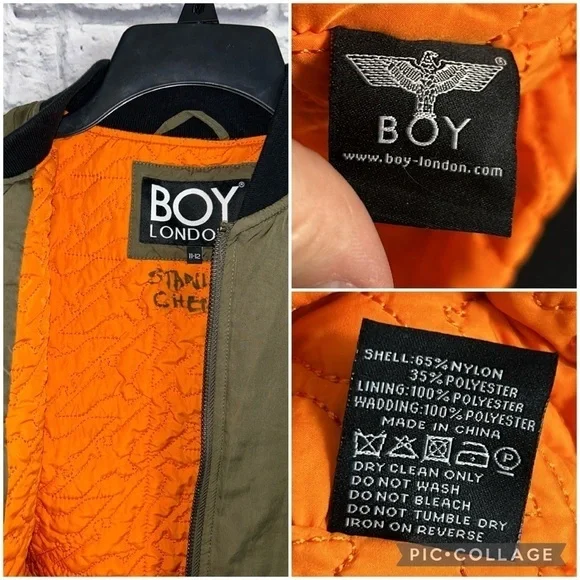 BOY
LONDON
11-12
BOY
www.boy-london.com
SHELL:65%NYLON
35%POLYESTER
LINING:100%POLYESTER
WADDING:100%POLYESTER
MADE IN CHINA
DRY CLEAN ONLY
DO NOT WASH
DO NOT BLEACH
DO NOT TUMBLE DRY
IRON ON REVERSE
PIC•COLLAGE